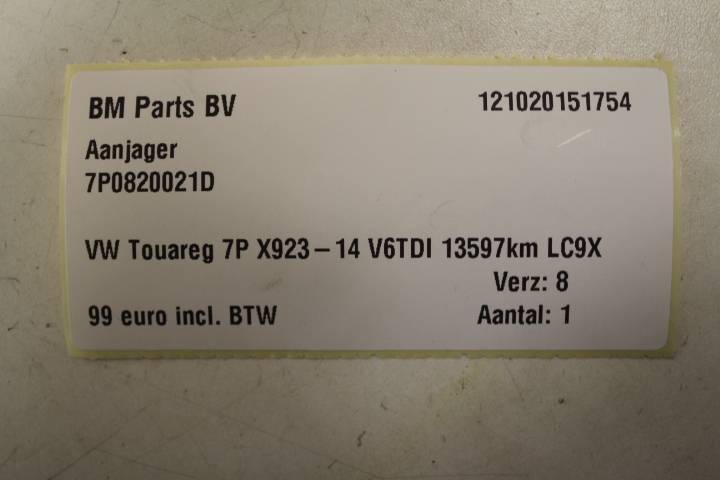 BM Parts BV 121020151754
Aanjager
7P0820021D
VW Touareg 7P X923-14 V6TDI 13597km LC9X
Verz: 8
99 euro incl. BTW Aantal: 1